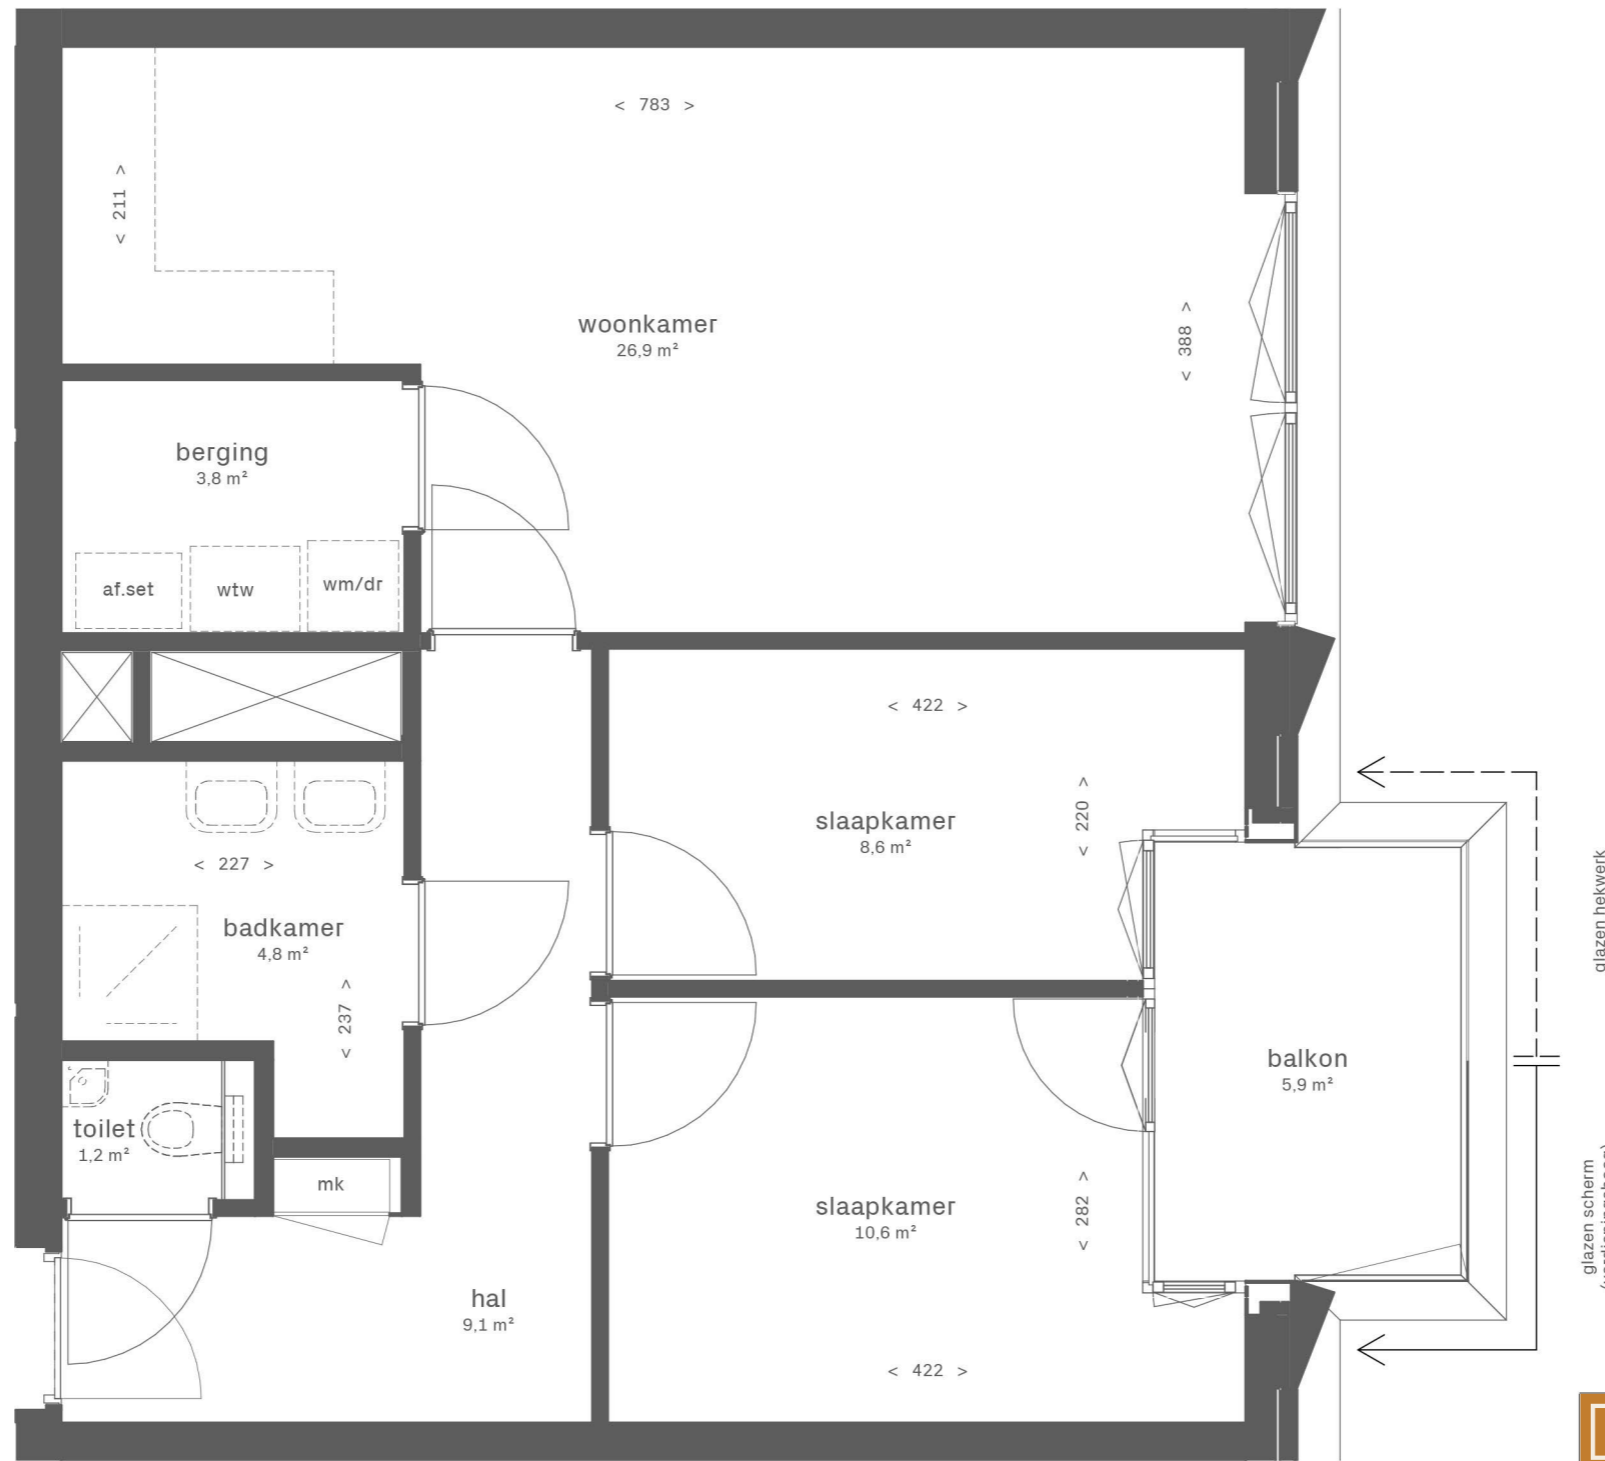 < 783 >
< 211 >
woonkamer
26,9 m²
< 388 >
berging
3,8 m²
af.set
wtw
wm/dr
< 422 >
< 220 >
slaapkamer
8,6 m²
< 227 >
badkamer
4,8 m²
< 237 >
glazen hekwerk
balkon
5,9 m²
toilet
1,2 m²
mk
slaapkamer
10,6 m²
< 282 >
glazen scherm
hal
9,1 m²
< 422 >